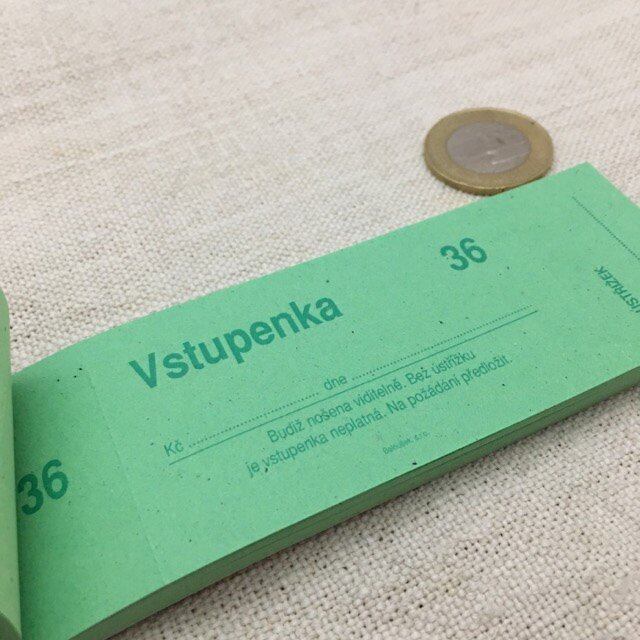 36
Vstupenka
36
Kč ........................ dne ........................
Budiž nošena viditelně. Bez ústřižku
je vstupenka neplatná. Na požádání předložit.
ÚSTŘIŽEK